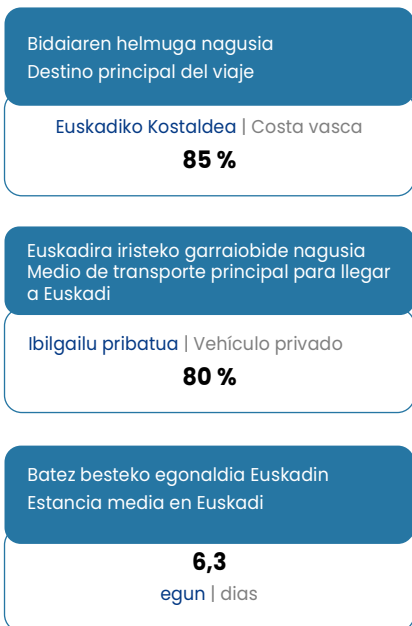 Bidaiaren helmuga nagusia
Destino principal del viaje
Euskadiko Kostaldea | Costa vasca
85 %
Euskadira iristeko garraiobide nagusia
Medio de transporte principal para llegar
a Euskadi
Ibilgailu pribatua | Vehículo privado
80 %
Batez besteko egonaldia Euskadin
Estancia media en Euskadi
6,3
egun | dias